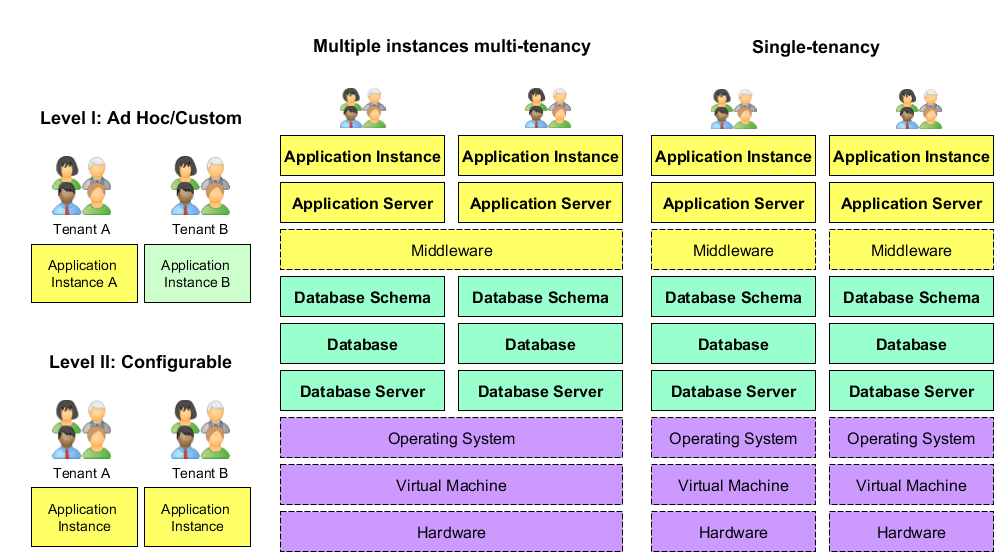 Multiple instances multi-tenancy
Single-tenancy
Level I: Ad Hoc/Custom
Tenant A
Tenant B
Application
Instance A
Application
Instance B
Level II: Configurable
Tenant A
Tenant B
Application
Instance
Application
Instance
Application Instance
Application Instance
Application Server
Application Server
Middleware
Database Schema
Database Schema
Database
Database
Database Server
Database Server
Operating System
Virtual Machine
Hardware
Application Instance
Application Instance
Application Server
Application Server
Middleware
Middleware
Database Schema
Database Schema
Database
Database
Database Server
Database Server
Operating System
Operating System
Virtual Machine
Virtual Machine
Hardware
Hardware